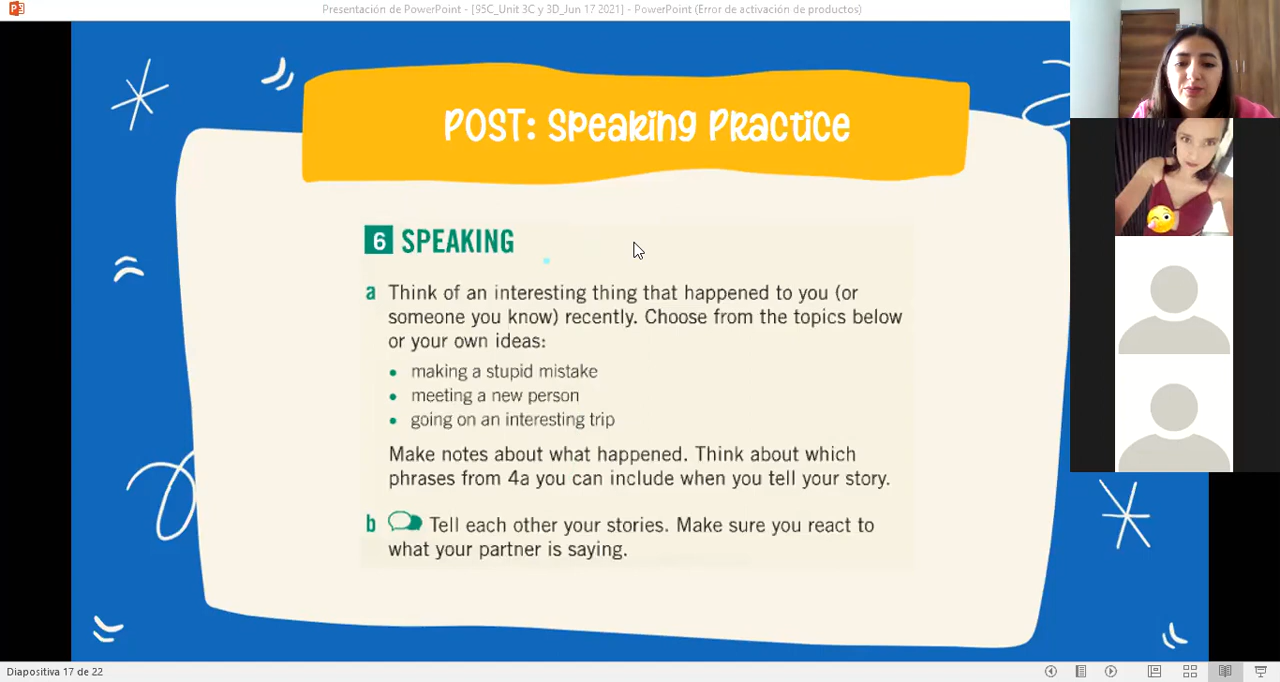 Presentación de PowerPoint - [95C_Unit 3C y 3D_Jun 17 2021] - PowerPoint (Error de activación de productos)
POST: Speaking Practice
6 SPEAKING
a Think of an interesting thing that happened to you (or
someone you know) recently. Choose from the topics below
or your own ideas:
• making a stupid mistake
• meeting a new person
• going on an interesting trip
Make notes about what happened. Think about which
phrases from 4a you can include when you tell your story.
b Tell each other your stories. Make sure you react to
what your partner is saying.
Diapositiva 17 de 22